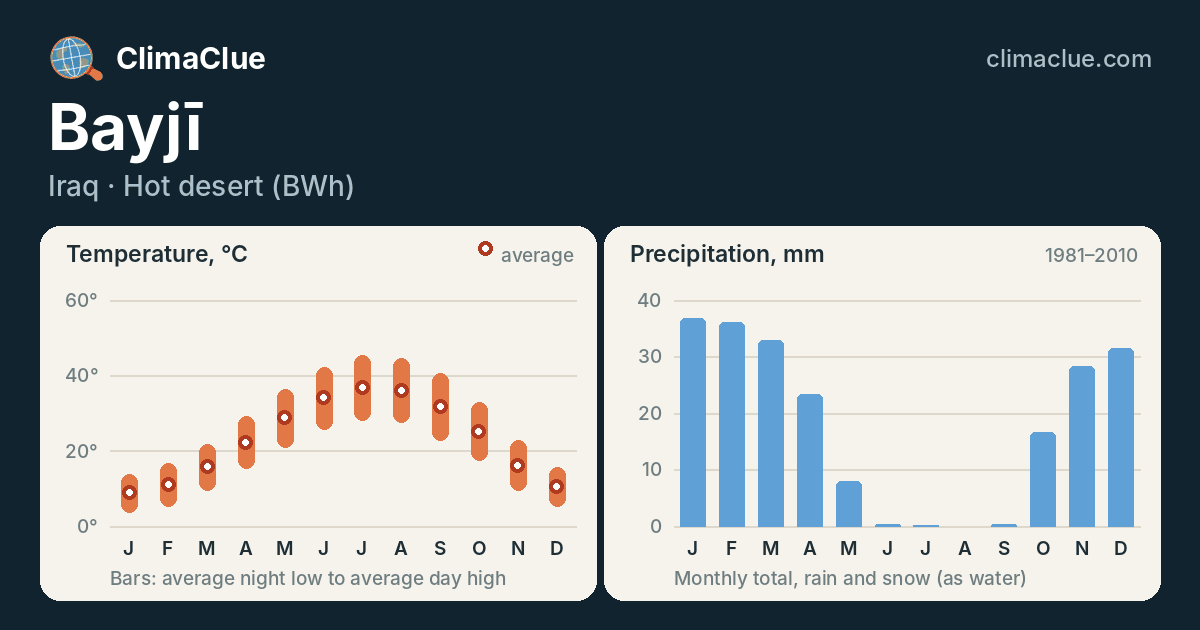 ClimaClue
climaclue.com
Bayjī
Iraq · Hot desert (BWh)
Temperature, °C
average
60°
40°
20°
0°
J F M A M J J A S O N D
Bars: average night low to average day high
Precipitation, mm
1981–2010
40
30
20
10
0
J F M A M J J A S O N D
Monthly total, rain and snow (as water)